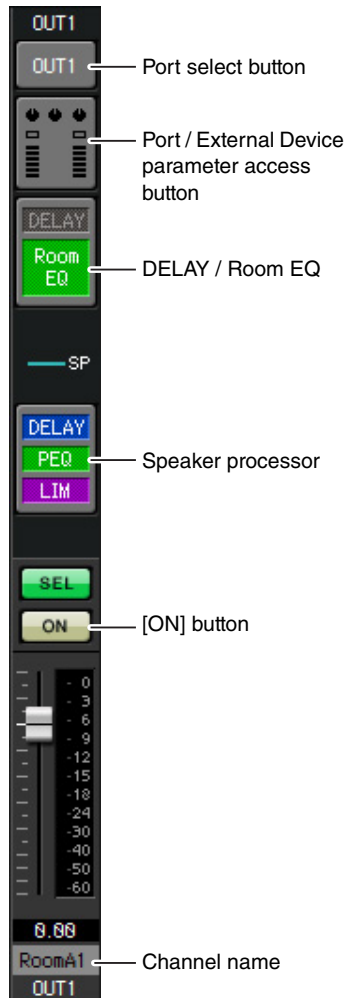 OUT1
OUT1
Port select button
Port / External Device
parameter access
button
DELAY
Room
EQ
DELAY / Room EQ
SP
DELAY
PEQ
LIM
Speaker processor
SEL
ON
[ON] button
- 0
- 3
- 6
- 9
-12
-15
-18
-24
-30
-40
-50
-60
0.00
RoomA1
Channel name
OUT1